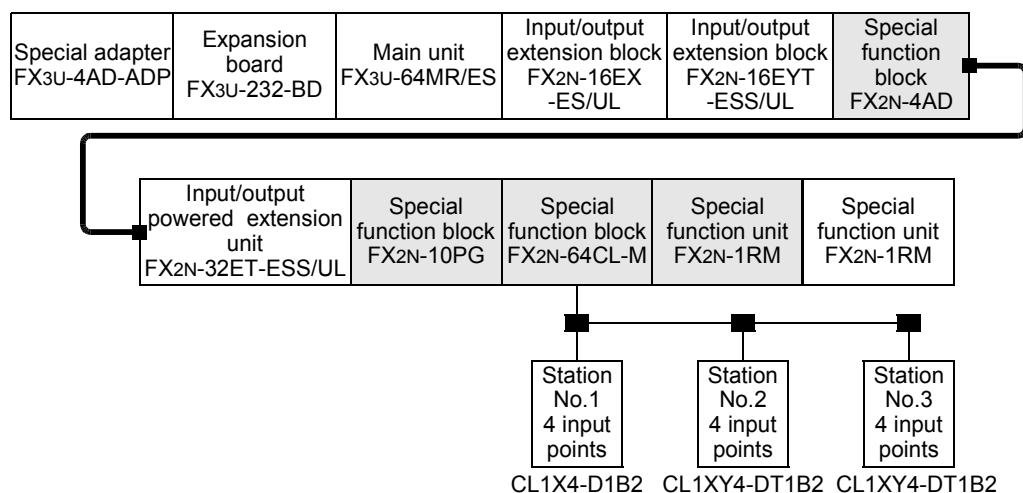 Special adapter
FX3U-4AD-ADP
Expansion
board
FX3U-232-BD
Main unit
FX3U-64MR/ES
Input/output
extension block
FX2N-16EX
-ES/UL
Input/output
extension block
FX2N-16EYT
-ESS/UL
Special
function
block
FX2N-4AD
Input/output
powered extension
unit
FX2N-32ET-ESS/UL
Special
function block
FX2N-10PG
Special
function block
FX2N-64CL-M
Special
function unit
FX2N-1RM
Special
function unit
FX2N-1RM
Station
No.1
4 input
points
CL1X4-D1B2
Station
No.2
4 input
points
CL1XY4-DT1B2
Station
No.3
4 input
points
CL1XY4-DT1B2